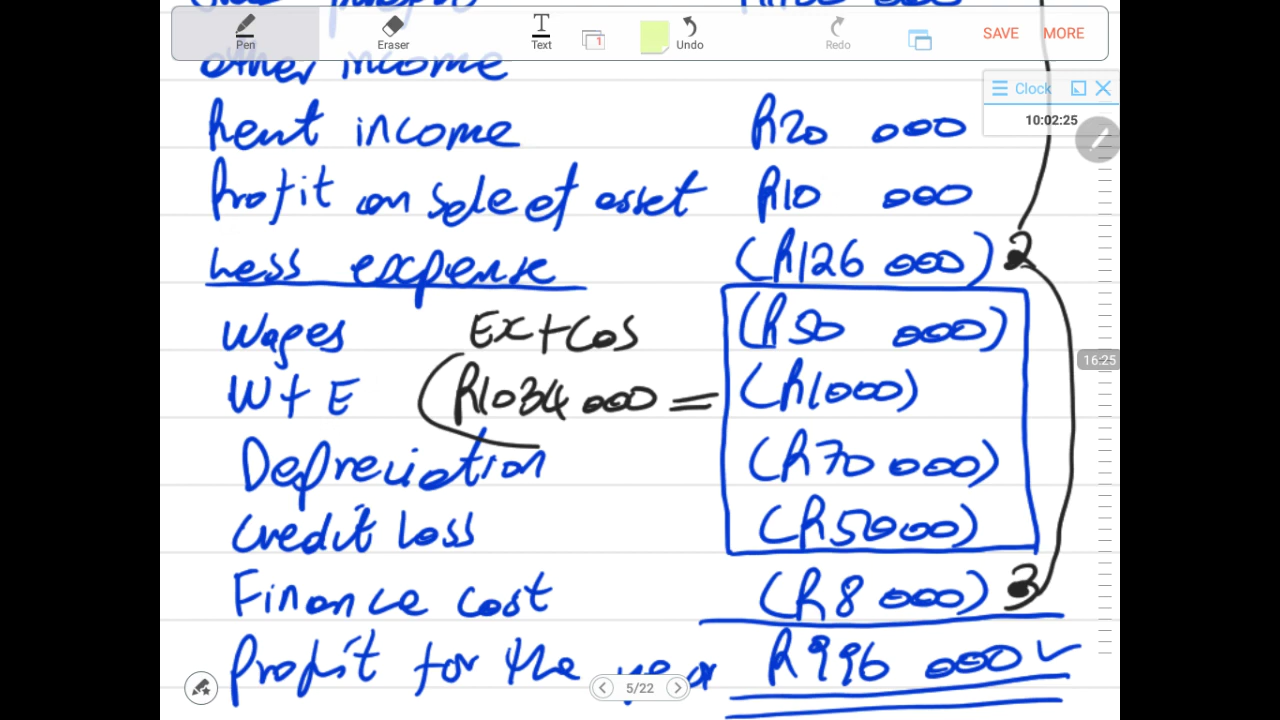 Pen Eraser T Text 1 Undo Redo SAVE MORE
other income
Clock
10:02:25
Rent income R20 000
Profit on sele of asset R10 000
Less expense (R126 000) 2
Wages Ex+Cos (R50 000)
16:25
W+E (R1034 000 = (R1000)
Depreciation (R70 000)
Credit loss (R5000)
Finance cost (R8 000) 3
Profit for the year R996 000
5/22